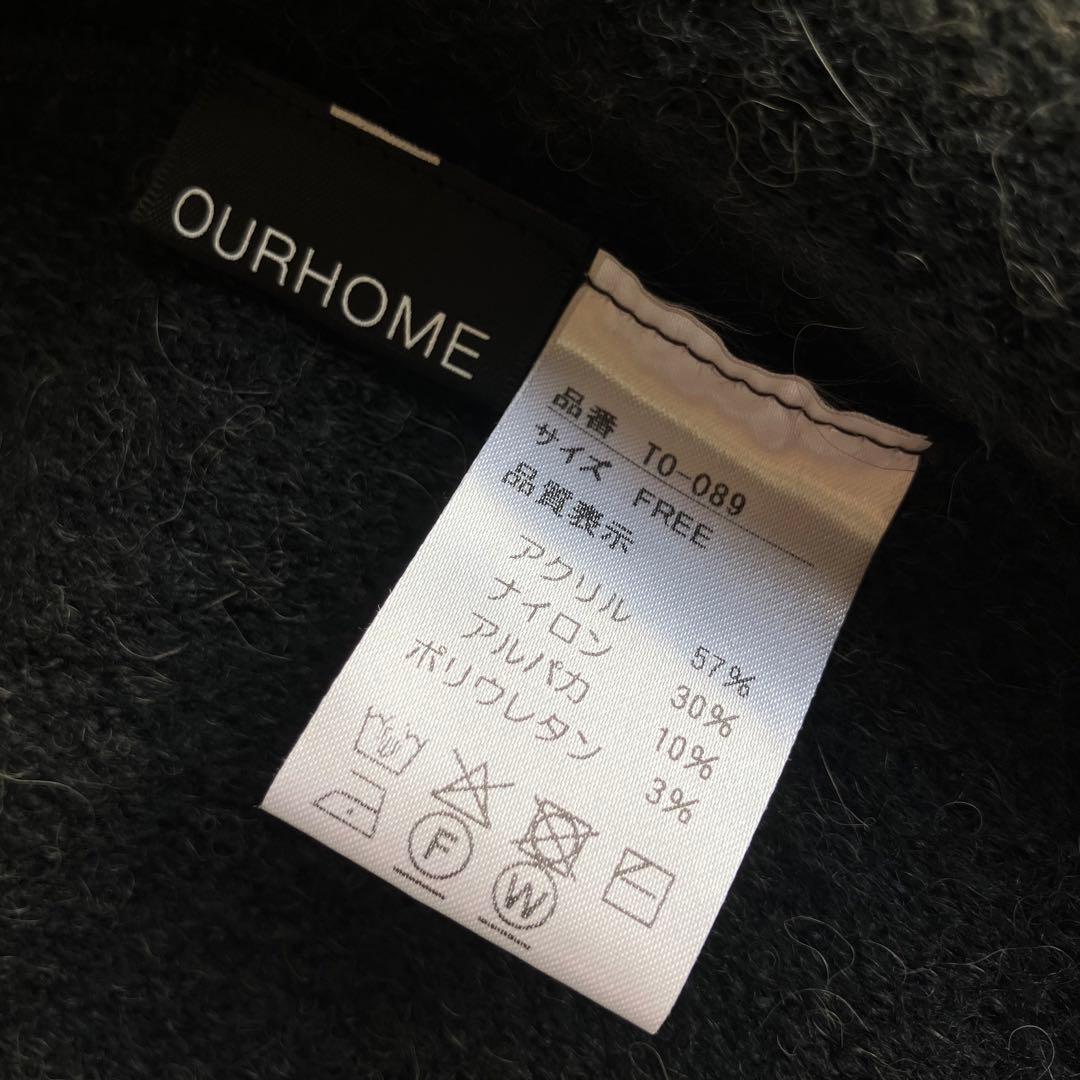 OURHOME
品番 TO-089
サイズ FREE
品質表示
アクリル 57%
ナイロン 30%
アルパカ 10%
ポリウレタン 3%
F
W